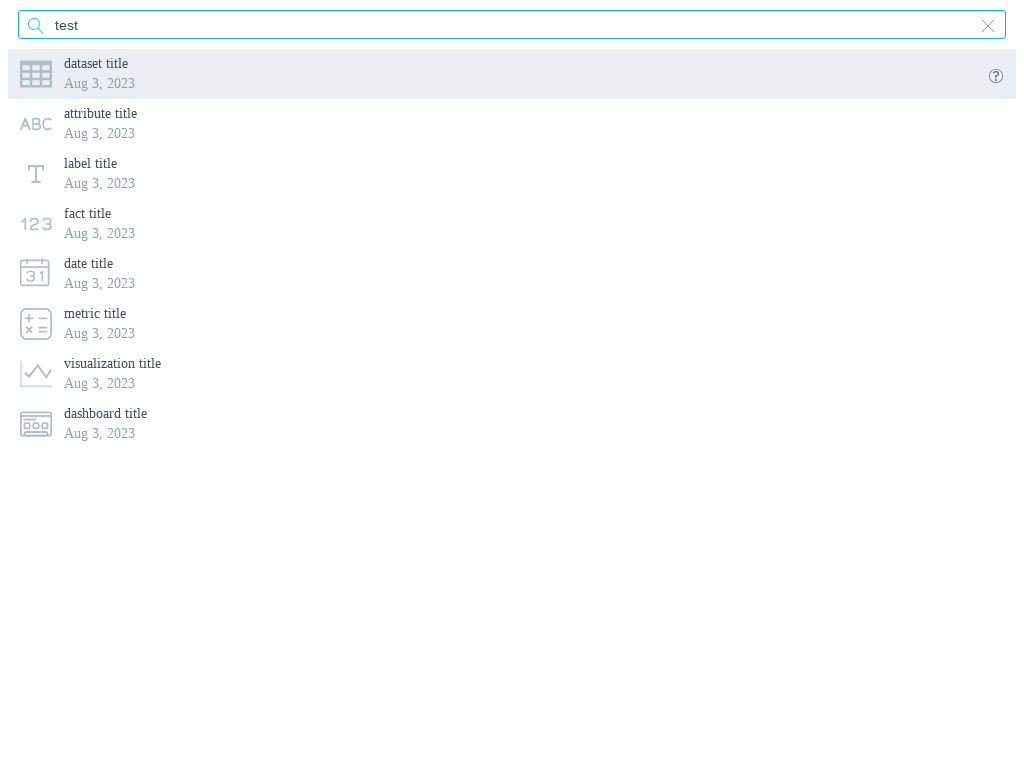 test
dataset title
Aug 3, 2023
?
ABC
attribute title
Aug 3, 2023
T
label title
Aug 3, 2023
123
fact title
Aug 3, 2023
31
date title
Aug 3, 2023
metric title
Aug 3, 2023
visualization title
Aug 3, 2023
dashboard title
Aug 3, 2023